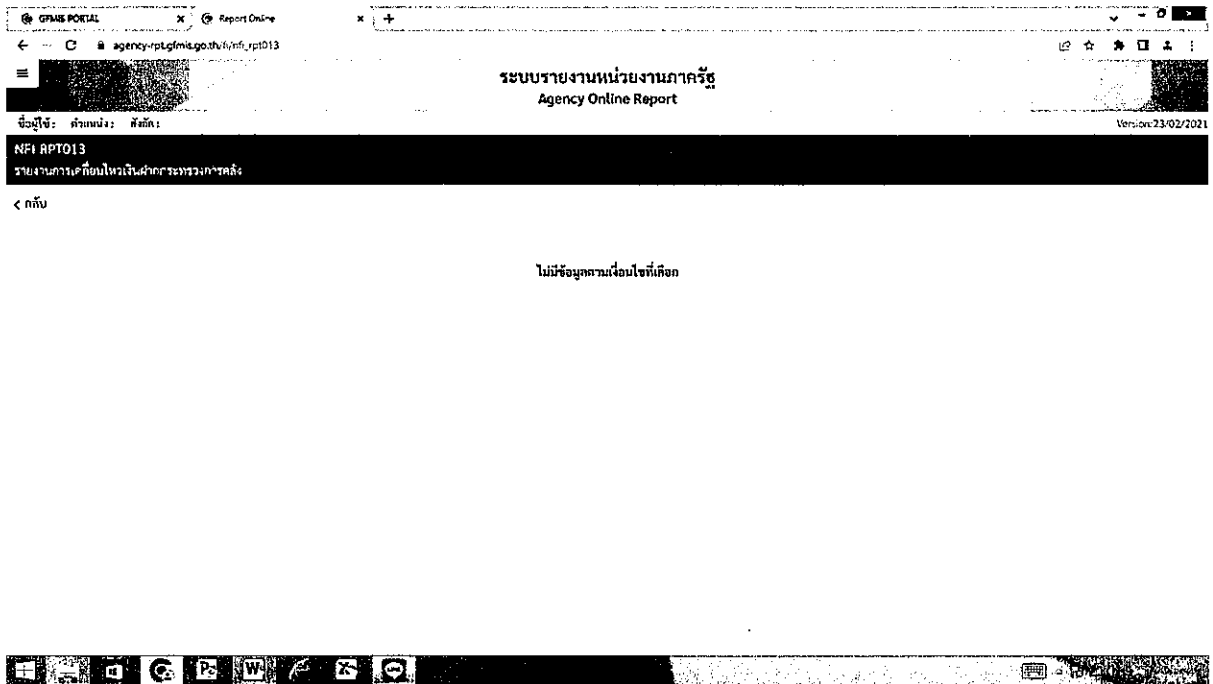 GFMIS PORTAL
Report Online
agency-rpt.gfmis.go.th/fi/nfi_rpt013
ระบบรายงานหน่วยงานภาครัฐ
Agency Online Report
ชื่อผู้ใช้: ตำแหน่ง: สังกัด:
Version:23/02/2021
NFI RPT013
รายงานการเคลื่อนไหวเงินฝากกระทรวงการคลัง
< กลับ
ไม่มีข้อมูลตามเงื่อนไขที่เลือก